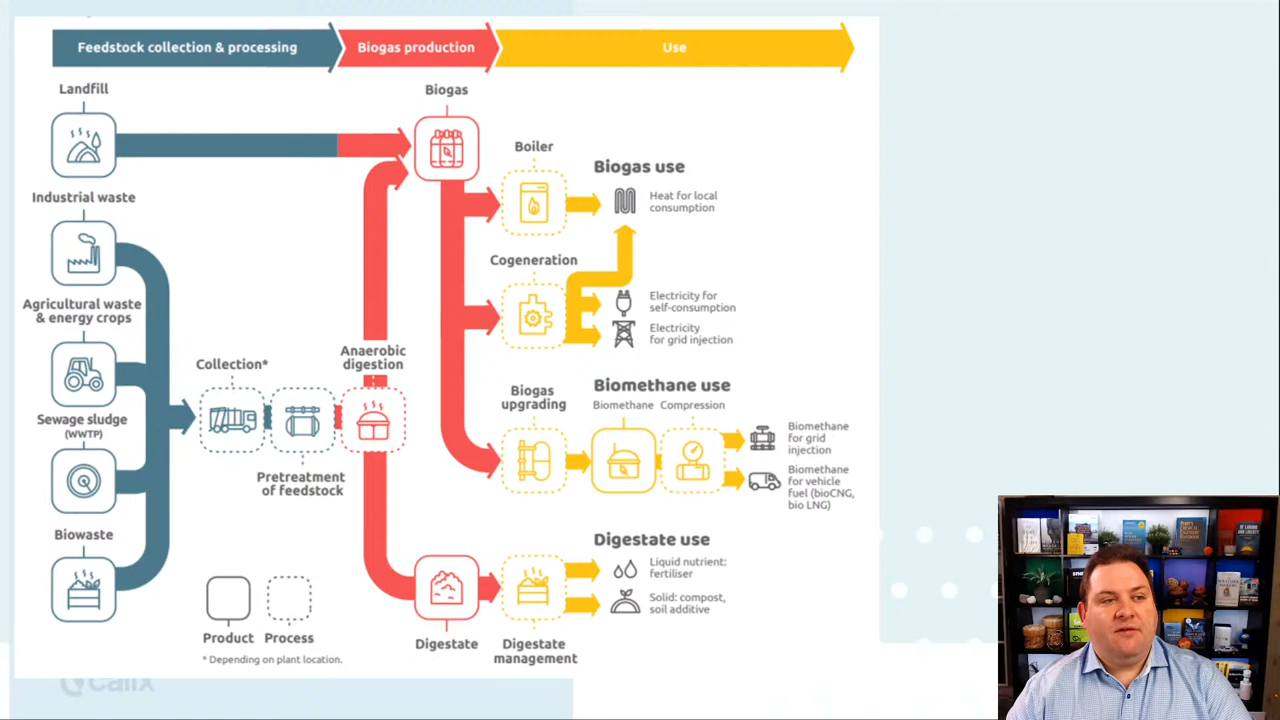 Feedstock collection & processing
Biogas production
Use
Landfill
Biogas
Boiler
Biogas use
Heat for local
consumption
Industrial waste
Cogeneration
Electricity for
self-consumption
Electricity
for grid injection
Agricultural waste
& energy crops
Collection*
Anaerobic
digestion
Pretreatment
of feedstock
Sewage sludge
(WWTP)
Biogas
upgrading
Biomethane use
Biomethane
Compression
Biomethane
for grid
injection
Biomethane
for vehicle
fuel (bioCNG,
bio LNG)
Biowaste
Digestate use
Liquid nutrient:
fertiliser
Solid: compost,
soil additive
Product
Process
Digestate
Digestate
management
* Depending on plant location.
calix